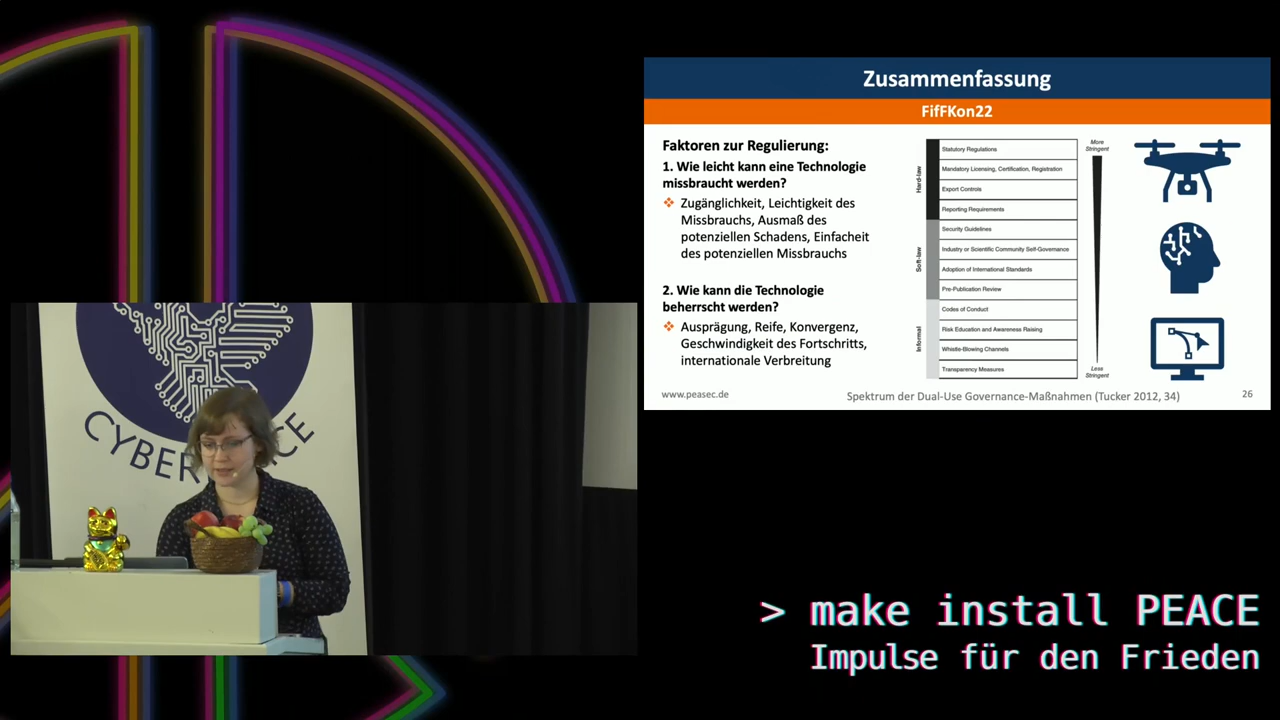 Zusammenfassung
FifFKon22
Faktoren zur Regulierung:
1. Wie leicht kann eine Technologie
missbraucht werden?
Zugänglichkeit, Leichtigkeit des
Missbrauchs, Ausmaß des
potenziellen Schadens, Einfacheit
des potenziellen Missbrauchs
2. Wie kann die Technologie
beherrscht werden?
Ausprägung, Reife, Konvergenz,
Geschwindigkeit des Fortschritts,
internationale Verbreitung
Hard-law
Statutory Regulations
Mandatory Licensing, Certification, Registration
Export Controls
Reporting Requirements
Soft-law
Security Guidelines
Industry or Scientific Community Self-Governance
Adoption of International Standards
Pre-Publication Review
Informal
Codes of Conduct
Risk Education and Awareness Raising
Whistle-Blowing Channels
Transparency Measures
More
Stringent
Less
Stringent
www.peasec.de
Spektrum der Dual-Use Governance-Maßnahmen (Tucker 2012, 34)
26
> make install PEACE
Impulse für den Frieden